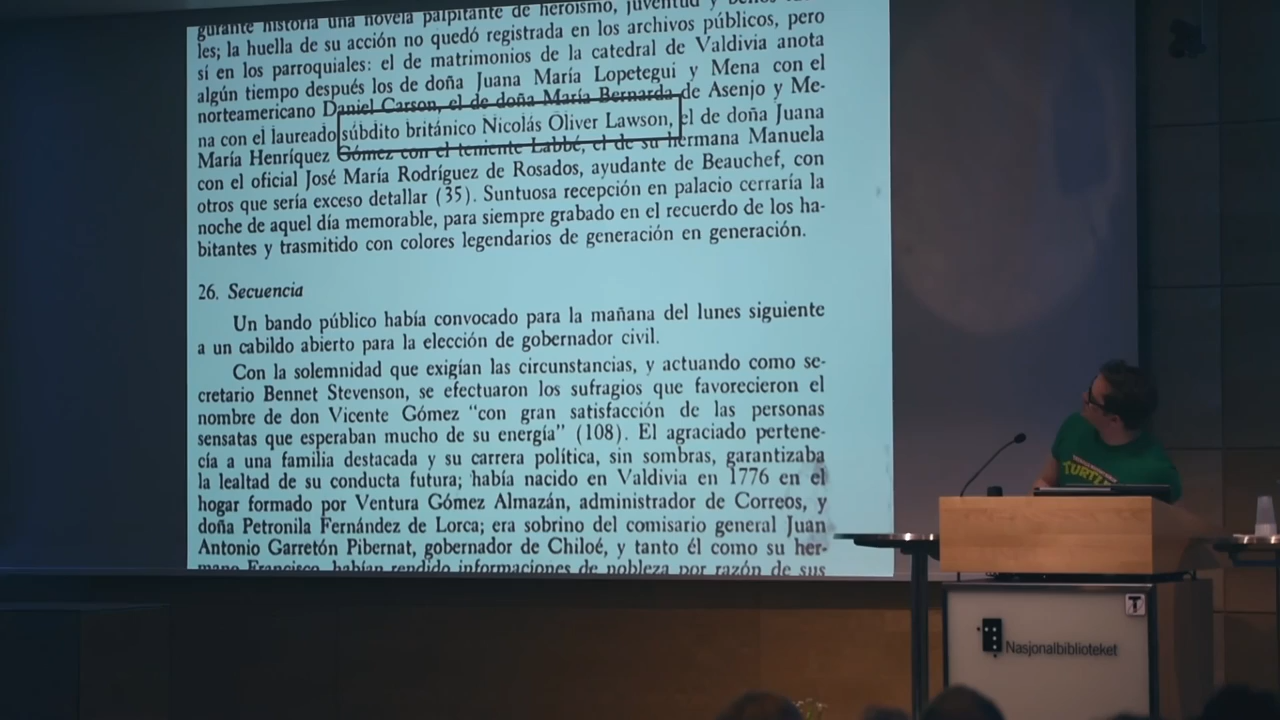 gurante historia una novela palpitante de heroísmo, juventud y
les; la huella de su acción no quedó registrada en los archivos públicos, pero
sí en los parroquiales: el de matrimonios de la catedral de Valdivia anota
algún tiempo después los de doña Juana María Lopetegui y Mena con el
norteamericano Daniel Carson, el de doña María Bernarda de Asenjo y Me-
na con el laureado súbdito británico Nicolás Oliver Lawson, el de doña Juana
María Henríquez Gómez con el teniente Labbé, el de su hermana Manuela
con el oficial José María Rodríguez de Rosados, ayudante de Beauchef, con
otros que sería exceso detallar (35). Suntuosa recepción en palacio cerraría la
noche de aquel día memorable, para siempre grabado en el recuerdo de los ha-
bitantes y trasmitido con colores legendarios de generación en generación.
26. Secuencia
Un bando público había convocado para la mañana del lunes siguiente
a un cabildo abierto para la elección de gobernador civil.
Con la solemnidad que exigían las circunstancias, y actuando como se-
cretario Bennet Stevenson, se efectuaron los sufragios que favorecieron el
nombre de don Vicente Gómez "con gran satisfacción de las personas
sensatas que esperaban mucho de su energía" (108). El agraciado pertene-
cía a una familia destacada y su carrera política, sin sombras, garantizaba
la lealtad de su conducta futura; había nacido en Valdivia en 1776 en el
hogar formado por Ventura Gómez Almazán, administrador de Correos, y
doña Petronila Fernández de Lorca; era sobrino del comisario general Juan
Antonio Garretón Pibernat, gobernador de Chiloé, y tanto él como su her-
mano Francisco, habían rendido informaciones de nobleza por razón de sus
TURTL
T
Nasjonalbiblioteket